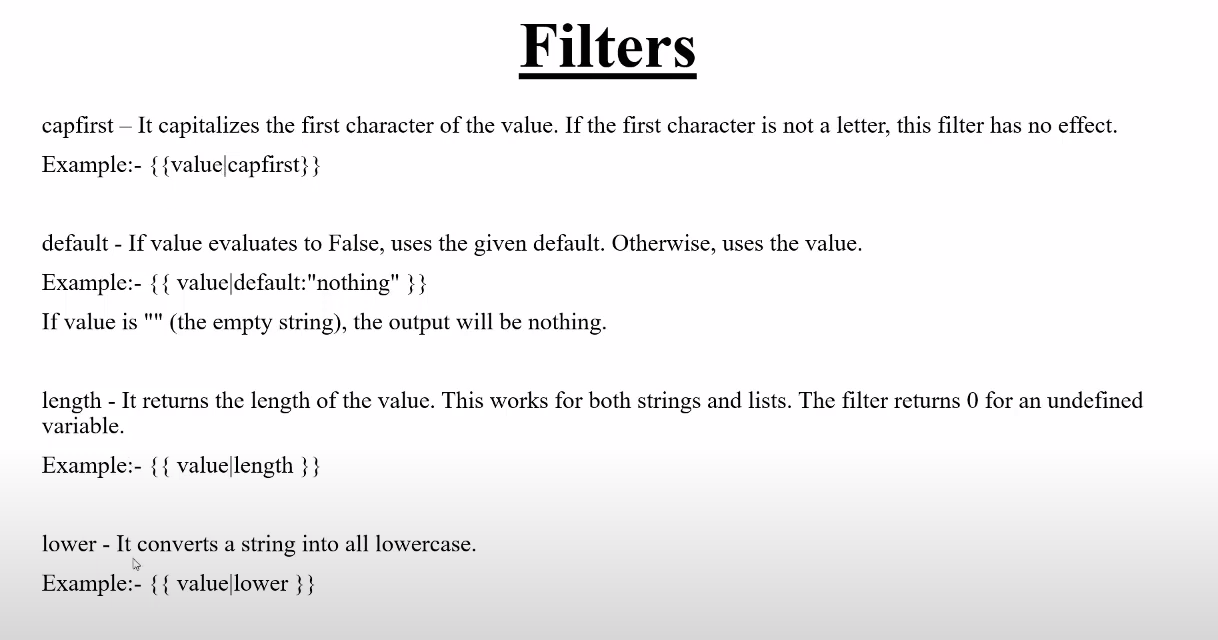 Filters
capfirst – It capitalizes the first character of the value. If the first character is not a letter, this filter has no effect.
Example:- {{value|capfirst}}
default - If value evaluates to False, uses the given default. Otherwise, uses the value.
Example:- {{ value|default:"nothing" }}
If value is "" (the empty string), the output will be nothing.
length - It returns the length of the value. This works for both strings and lists. The filter returns 0 for an undefined
variable.
Example:- {{ value|length }}
lower - It converts a string into all lowercase.
Example:- {{ value|lower }}